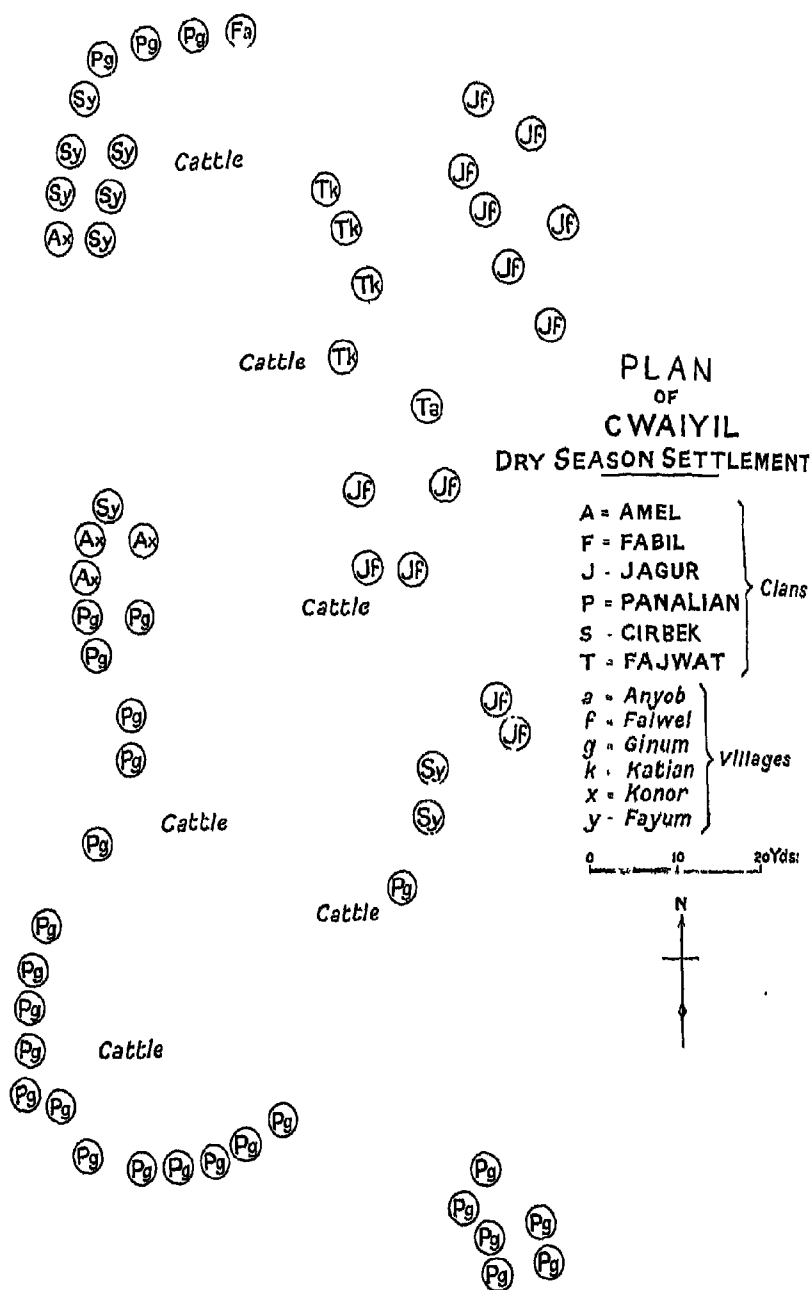 Pg Pg Pg Fa
Sy
Sy Sy Cattle
Sy Sy
Ax Sy
Jf
Jf
Jf
Jf Jf
Jf
Jf
Tk
Tk
Tk
Cattle Tk
Ta
PLAN
OF
CWAIYIL
DRY SEASON SETTLEMENT
A = AMEL
F = FABIL
J - JAGUR
P = PANALIAN
S - CIRBEK
T = FAJWAT
Clans
a = Anyob
f = Falwel
g = Ginum
k = Katian
x = Konor
y - Fayum
Villages
0 10 20 Yds:
N
Jf Jf
Jf Jf
Cattle
Sy
Ax Ax
Ax
Pg Pg
Pg
Pg
Pg
Cattle
Pg
Jf
Jf
Sy
Sy
Pg
Cattle
Pg
Pg
Pg
Pg Cattle
Pg Pg
Pg Pg Pg Pg Pg Pg
Pg
Pg Pg
Pg Pg
Pg